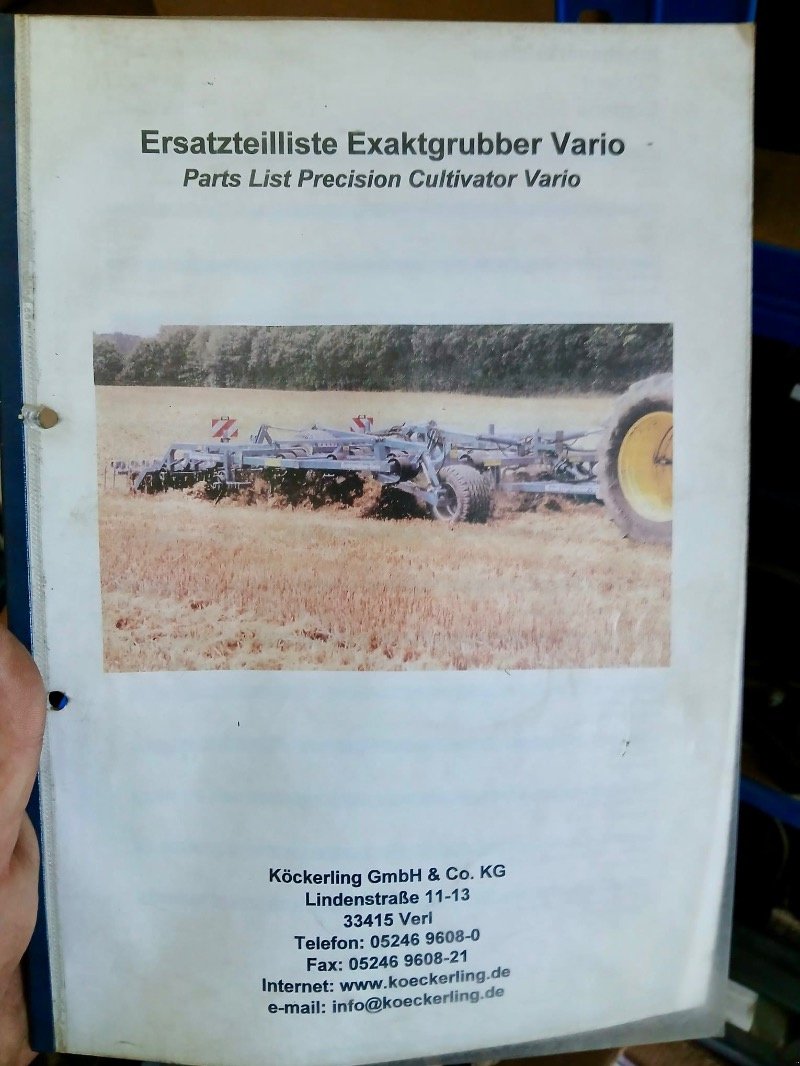 Ersatzteilliste Exaktgrubber Vario
Parts List Precision Cultivator Vario
Köckerling GmbH & Co. KG
Lindenstraße 11-13
33415 Verl
Telefon: 05246 9608-0
Fax: 05246 9608-21
Internet: www.koeckerling.de
e-mail: info@koeckerling.de